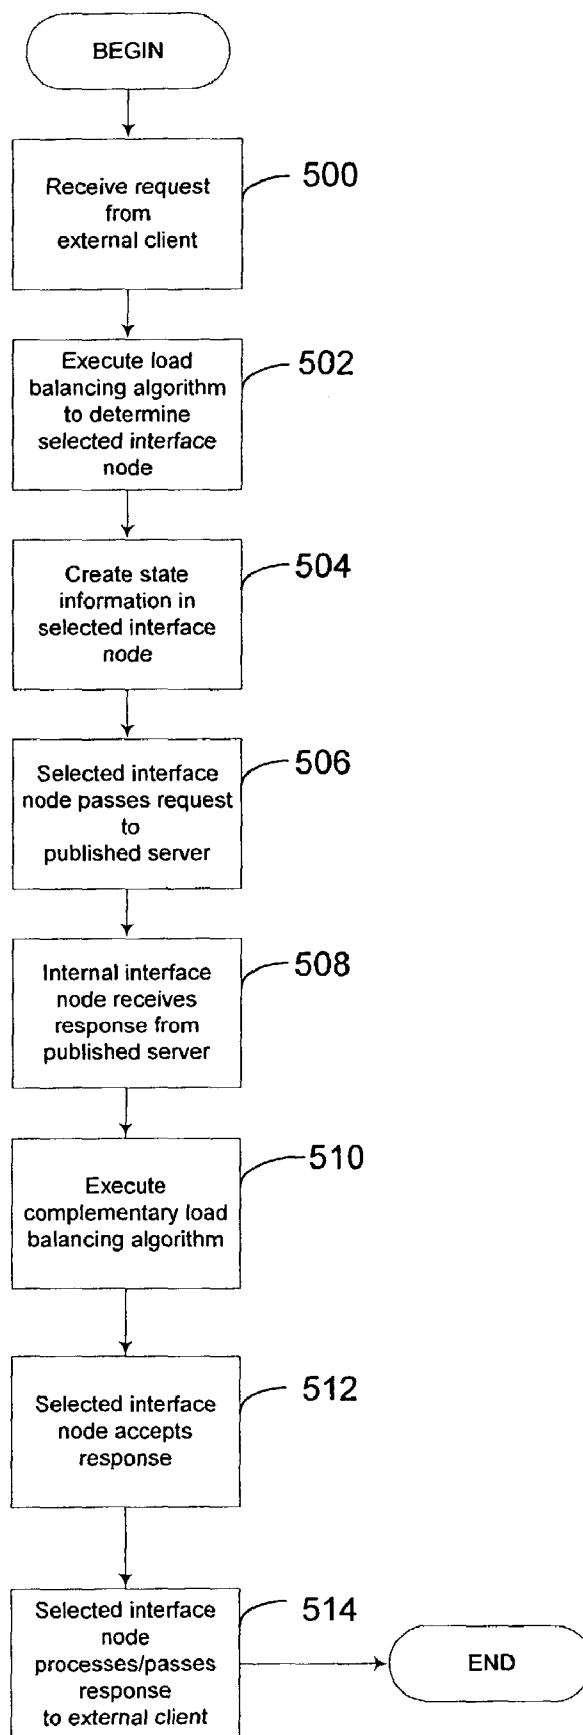 BEGIN
Receive request
from
external client
500
Execute load
balancing algorithm
to determine
selected interface
node
502
Create state
information in
selected interface
node
504
Selected interface
node passes request
to
published server
506
Internal interface
node receives
response from
published server
508
Execute
complementary load
balancing algorithm
510
Selected interface
node accepts
response
512
Selected interface
node
processes/passes
response
to external client
514
END